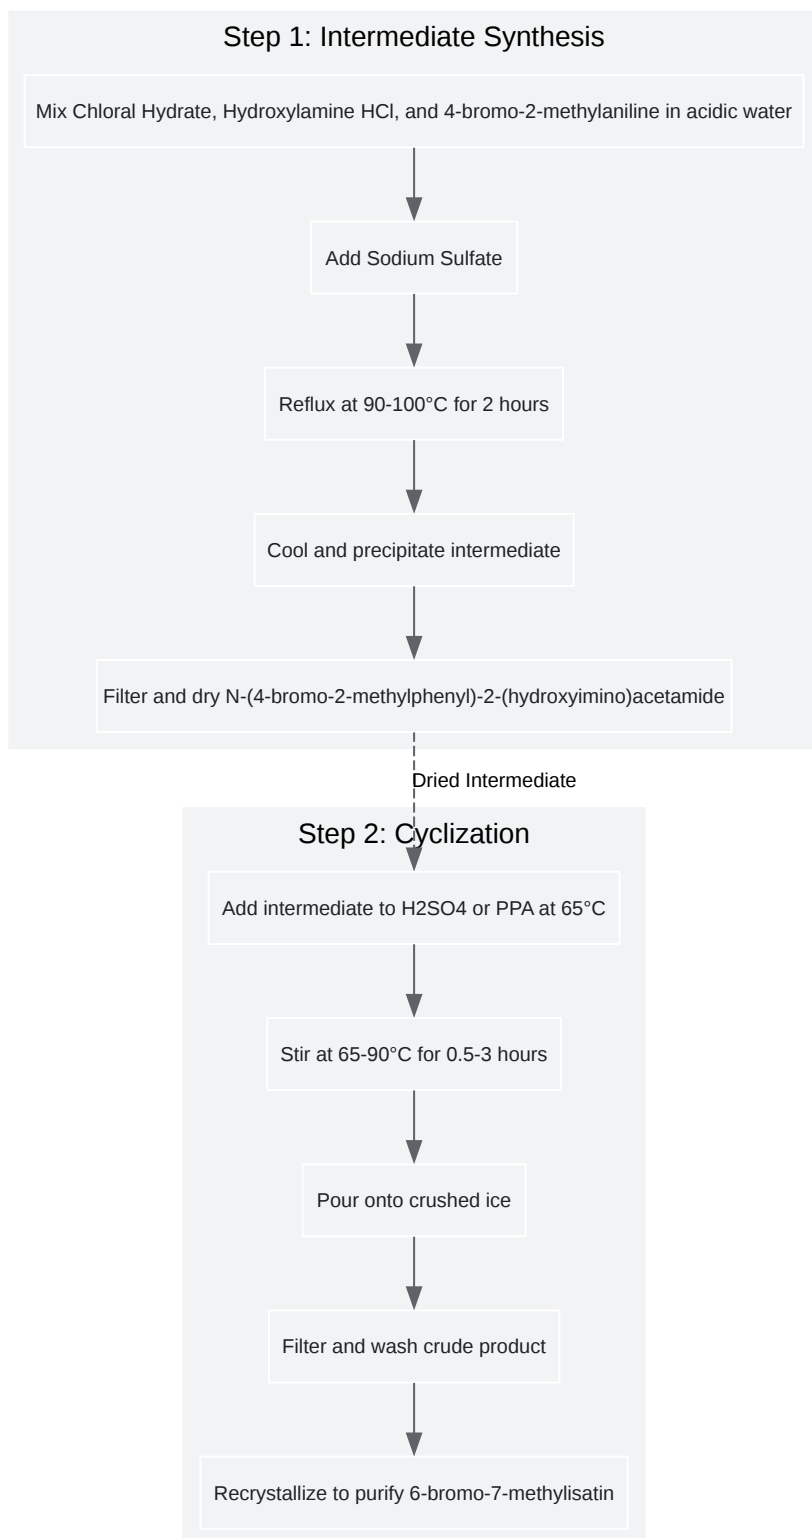 Step 1: Intermediate Synthesis
Mix Chloral Hydrate, Hydroxylamine HCl, and 4-bromo-2-methylaniline in acidic water
Add Sodium Sulfate
Reflux at 90-100°C for 2 hours
Cool and precipitate intermediate
Filter and dry N-(4-bromo-2-methylphenyl)-2-(hydroxyimino)acetamide
Dried Intermediate
Step 2: Cyclization
Add intermediate to H2SO4 or PPA at 65°C
Stir at 65-90°C for 0.5-3 hours
Pour onto crushed ice
Filter and wash crude product
Recrystallize to purify 6-bromo-7-methylisatin